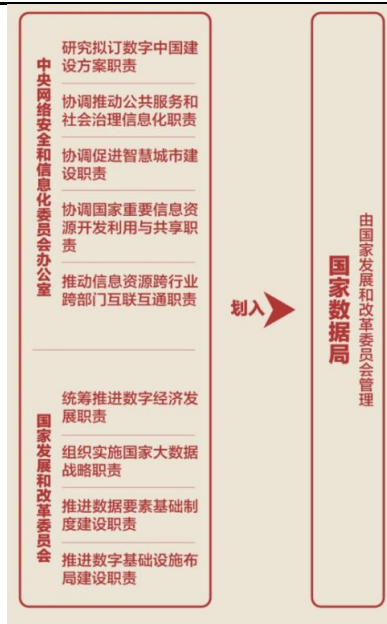 中央网络安全和信息化委员会办公室
研究拟订数字中国建
设方案职责
协调推动公共服务和
社会治理信息化职责
协调促进智慧城市建
设职责
协调国家重要信息资
源开发利用与共享职
责
推动信息资源跨行业
跨部门互联互通职责
国家发展和改革委员会
统筹推进数字经济发
展职责
组织实施国家大数据
战略职责
推进数据要素基础制
度建设职责
推进数字基础设施布
局建设职责
划入
国家数据局
由国家发展和改革委员会管理